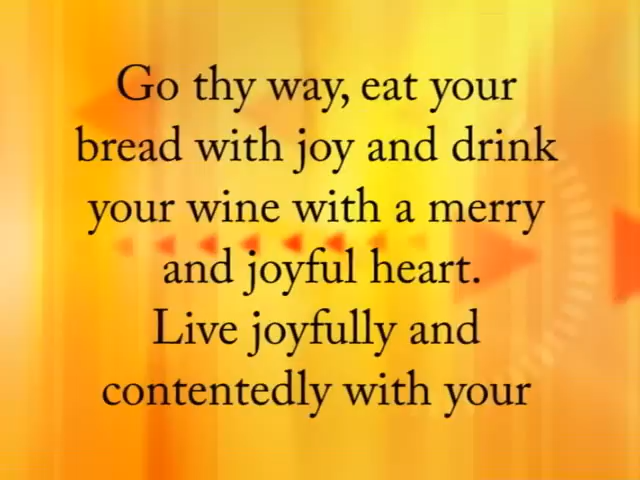 Go thy way, eat your
bread with joy and drink
your wine with a merry
and joyful heart.
Live joyfully and
contentedly with your